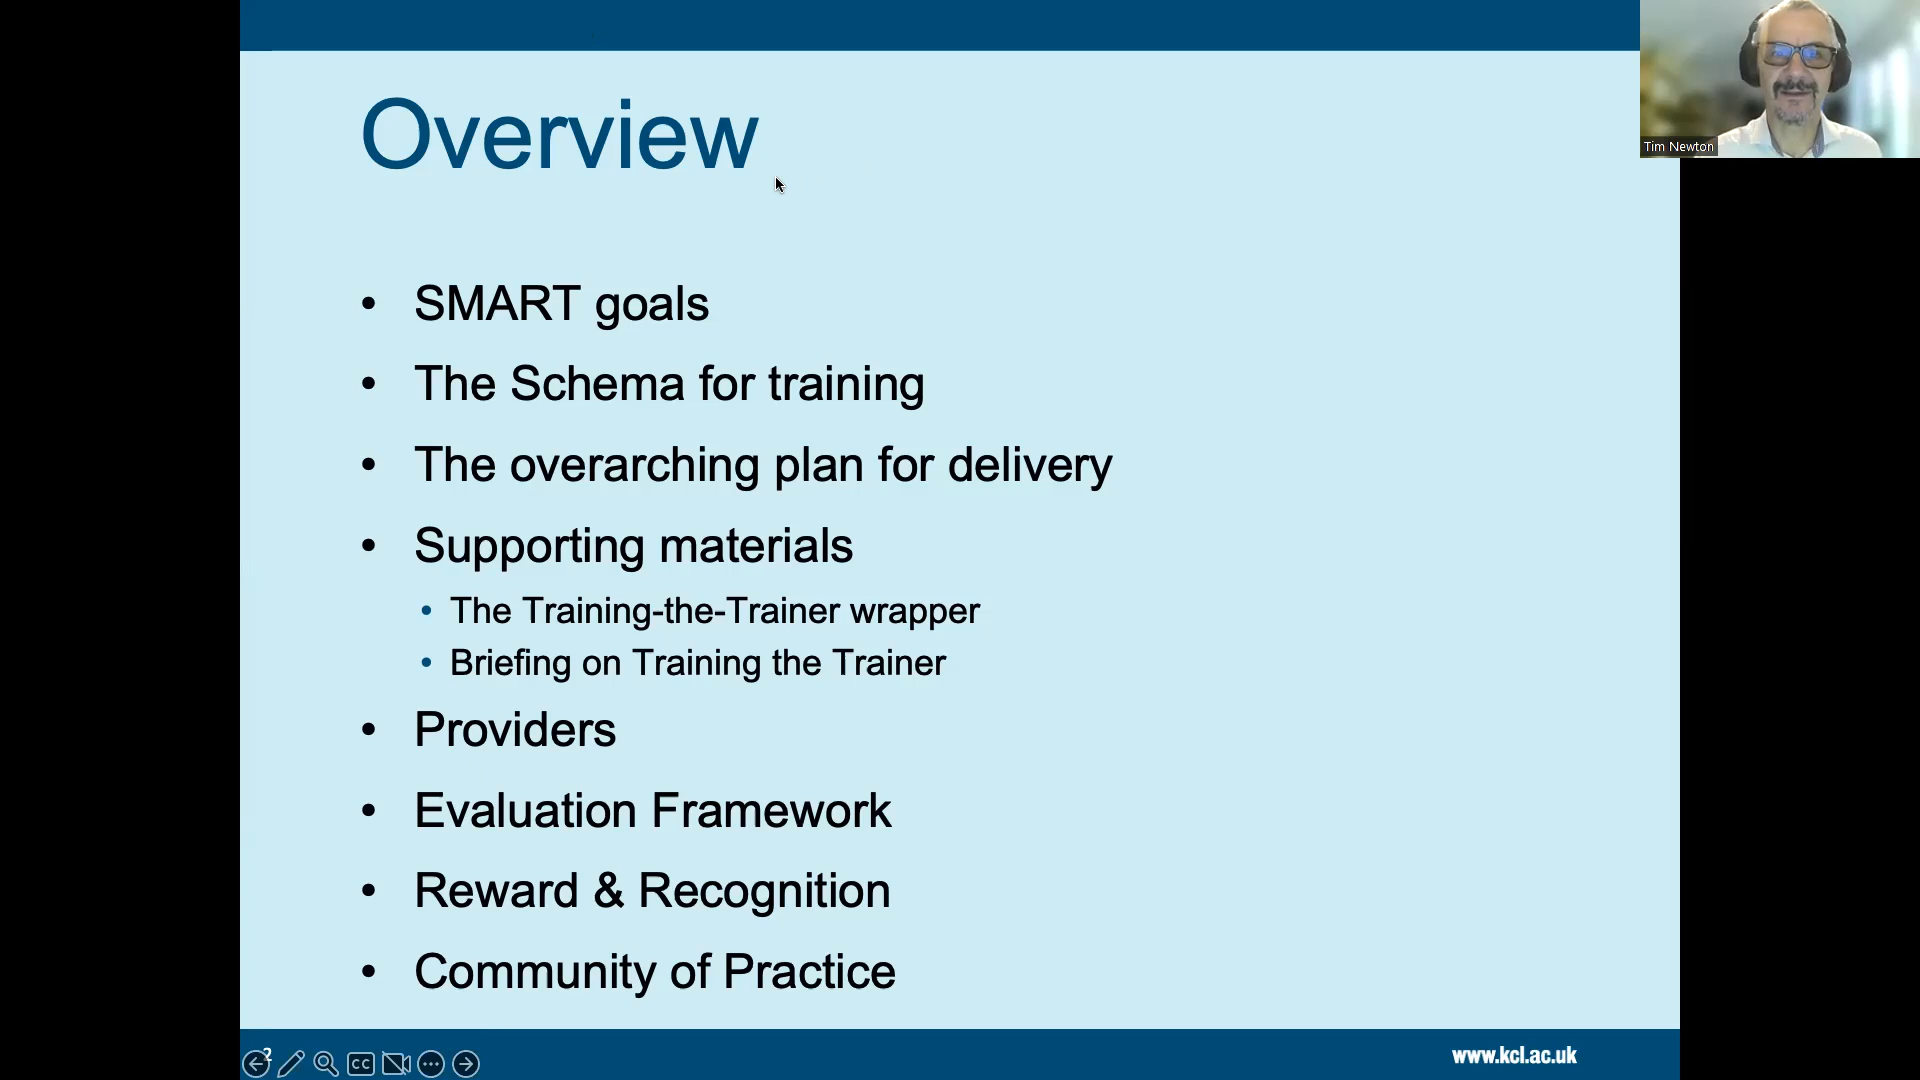 Overview
Tim Newton
• SMART goals
• The Schema for training
• The overarching plan for delivery
• Supporting materials
• The Training-the-Trainer wrapper
• Briefing on Training the Trainer
• Providers
• Evaluation Framework
• Reward & Recognition
• Community of Practice
2
CC
www.kcl.ac.uk